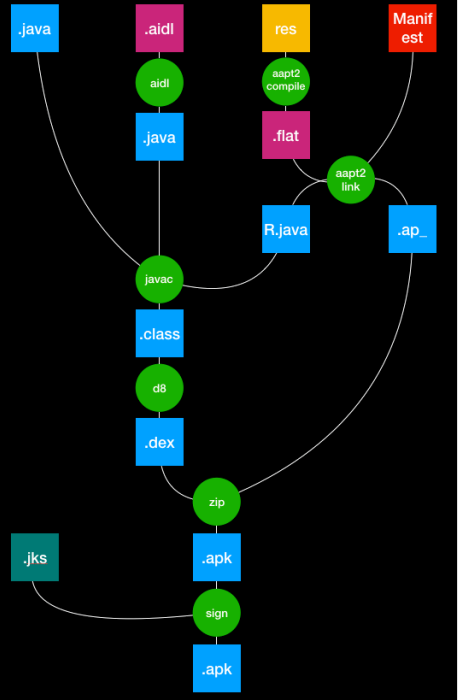 .java
.aidl
res
Manif
est
aidl
aapt2
compile
.java
.flat
aapt2
link
R.java
.ap_
javac
.class
d8
.dex
zip
.jks
.apk
sign
.apk